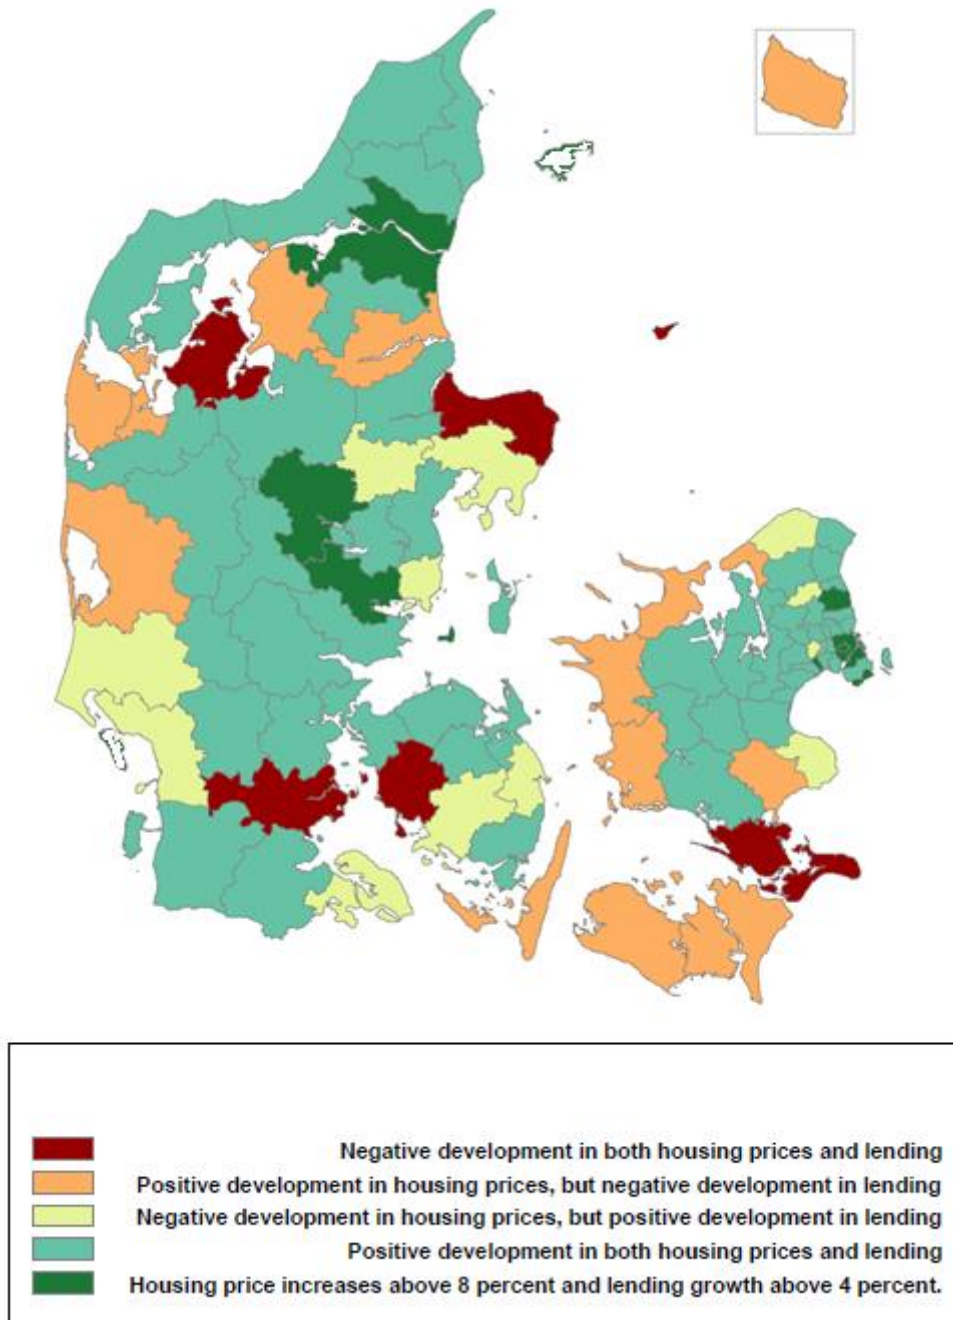 Negative development in both housing prices and lending
Positive development in housing prices, but negative development in lending
Negative development in housing prices, but positive development in lending
Positive development in both housing prices and lending
Housing price increases above 8 percent and lending growth above 4 percent.